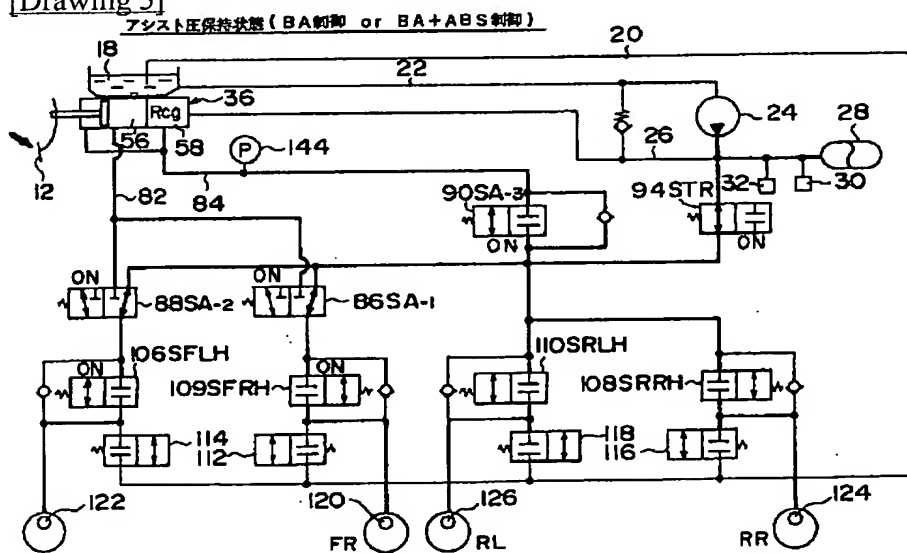 [Drawing 5]
アシスト圧保持状態 (BA制御 or BA+ABS制御)
18
20
22
36
Rcg
24
28
56
58
26
12
P
144
82
84
32
30
90SA-3
94STR
ON
ON
ON
ON
88SA-2
86SA-1
106SFLH
110SRLH
ON
ON
109SFRH
108SRRH
114
112
118
116
122
120
126
124
FR
RL
RR